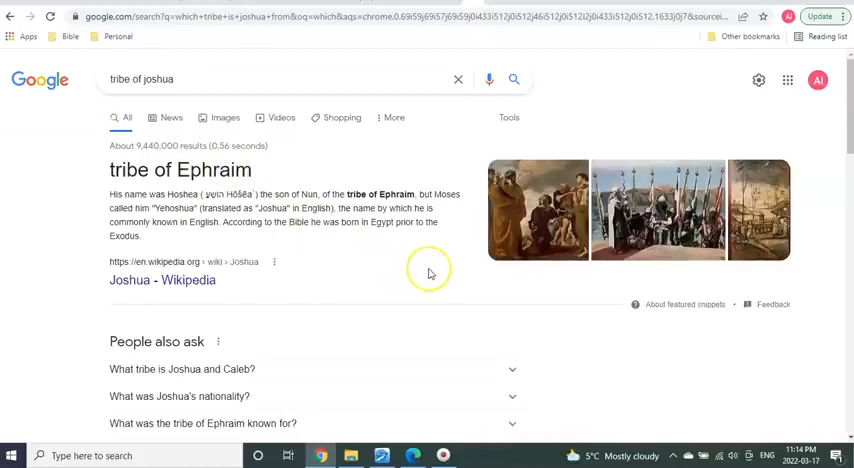 google.com/search?q=which+tribe+is+joshua+from&oq=which&aqs=chrome.0.69i59j69i57j69i59j0i433i512j0i512j46i512j0i512l2j0i433i512j0i512.1633j0j7&sourcei...
Update
Apps
Bible
Personal
Other bookmarks
Reading list
Google
tribe of joshua
AI
All
News
Images
Videos
Shopping
More
Tools
About 9,440,000 results (0.56 seconds)
tribe of Ephraim
His name was Hoshea ( הוֹשֵׁעַ Hōšēaʿ) the son of Nun, of the tribe of Ephraim, but Moses
called him "Yehoshua" (translated as "Joshua" in English), the name by which he is
commonly known in English. According to the Bible he was born in Egypt prior to the
Exodus.
https://en.wikipedia.org › wiki › Joshua
Joshua - Wikipedia
About featured snippets
Feedback
People also ask
What tribe is Joshua and Caleb?
What was Joshua's nationality?
What was the tribe of Ephraim known for?
Type here to search
5°C Mostly cloudy
ENG
11:14 PM
2022-03-17